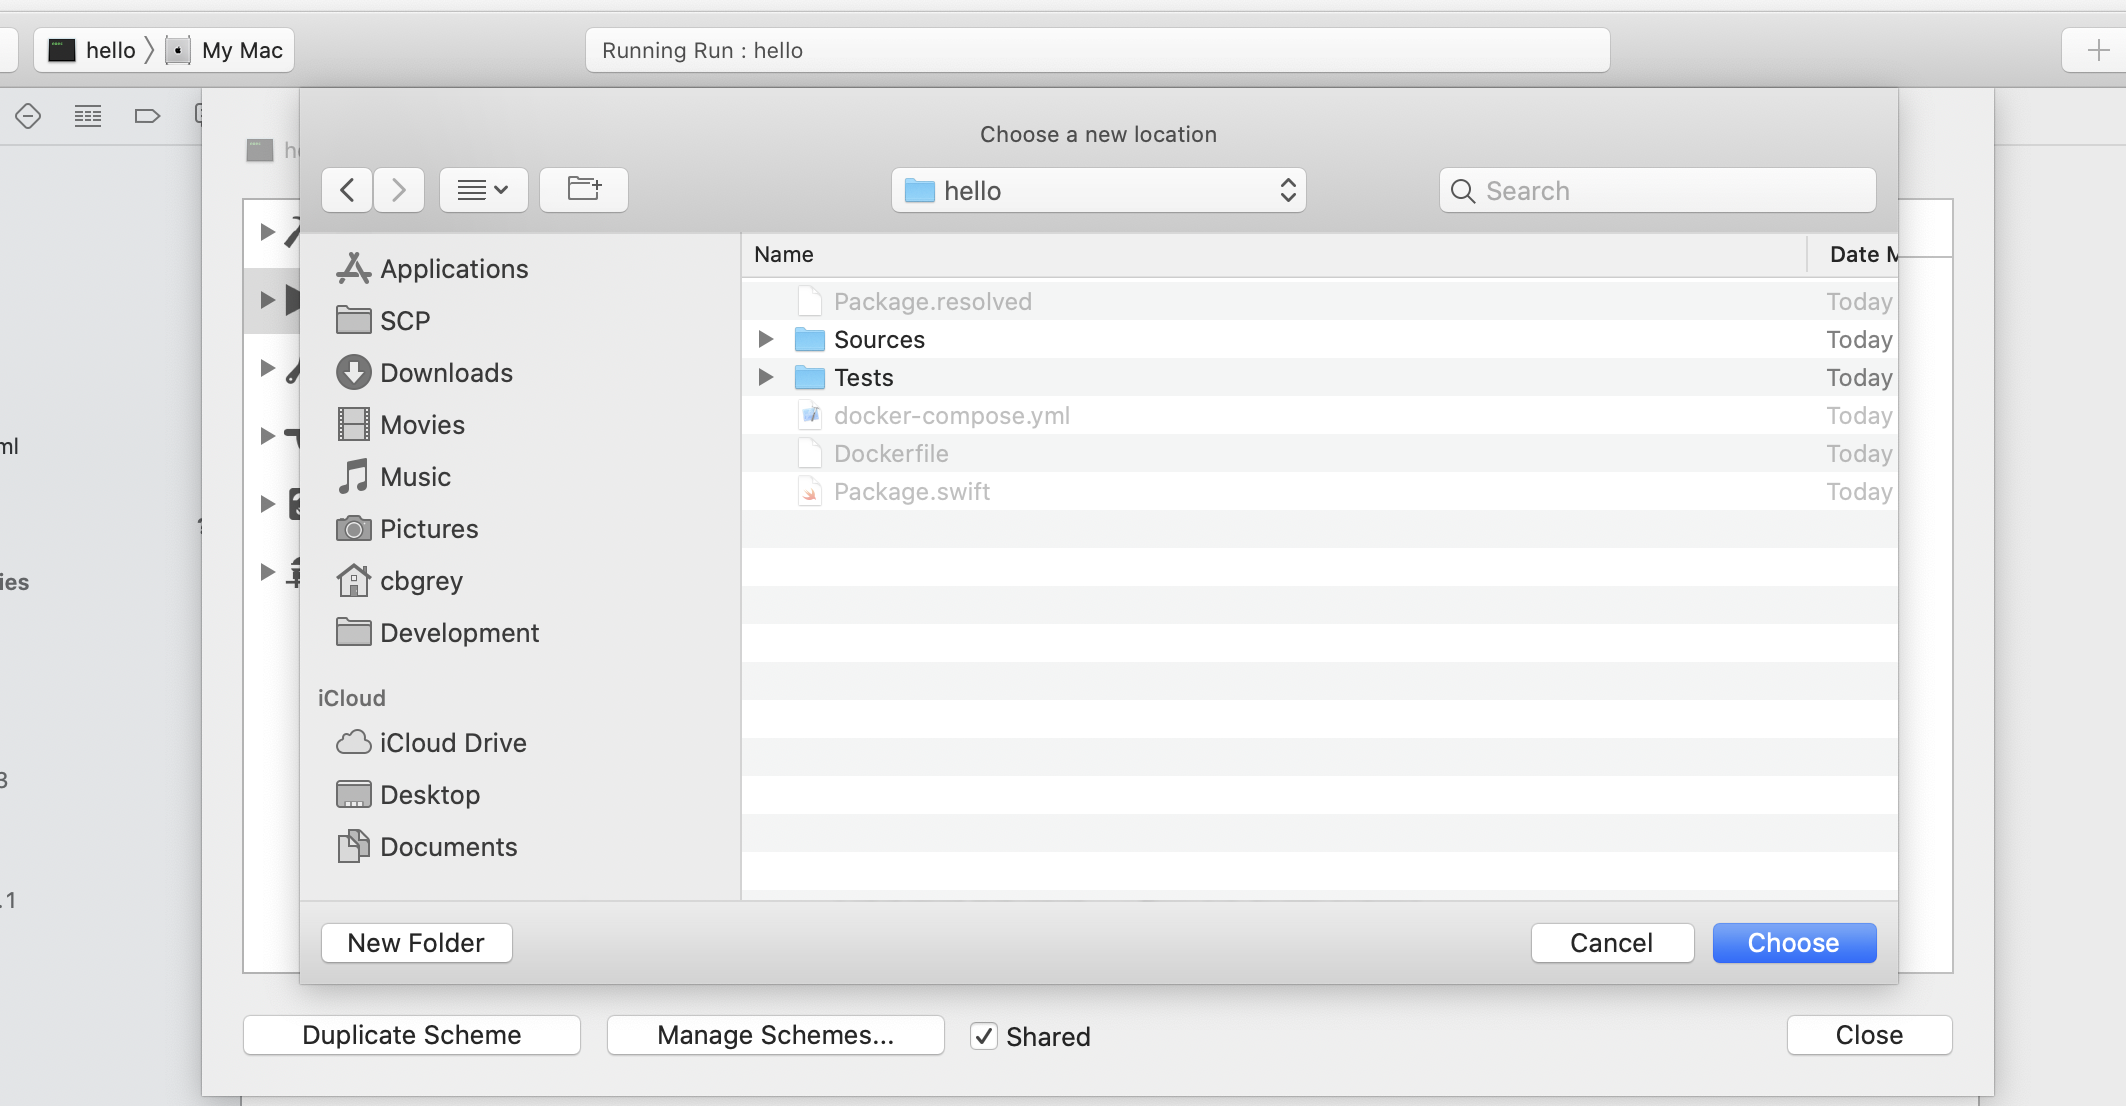 hello My Mac
Running Run : hello
Choose a new location
hello
Search
Name
Date M
Applications
SCP
Downloads
Movies
Music
Pictures
cbgrey
Development
iCloud
iCloud Drive
Desktop
Documents
Package.resolved Today
Sources Today
Tests Today
docker-compose.yml Today
Dockerfile Today
Package.swift Today
ml
ies
3
.1
New Folder
Cancel
Choose
Duplicate Scheme
Manage Schemes...
Shared
Close